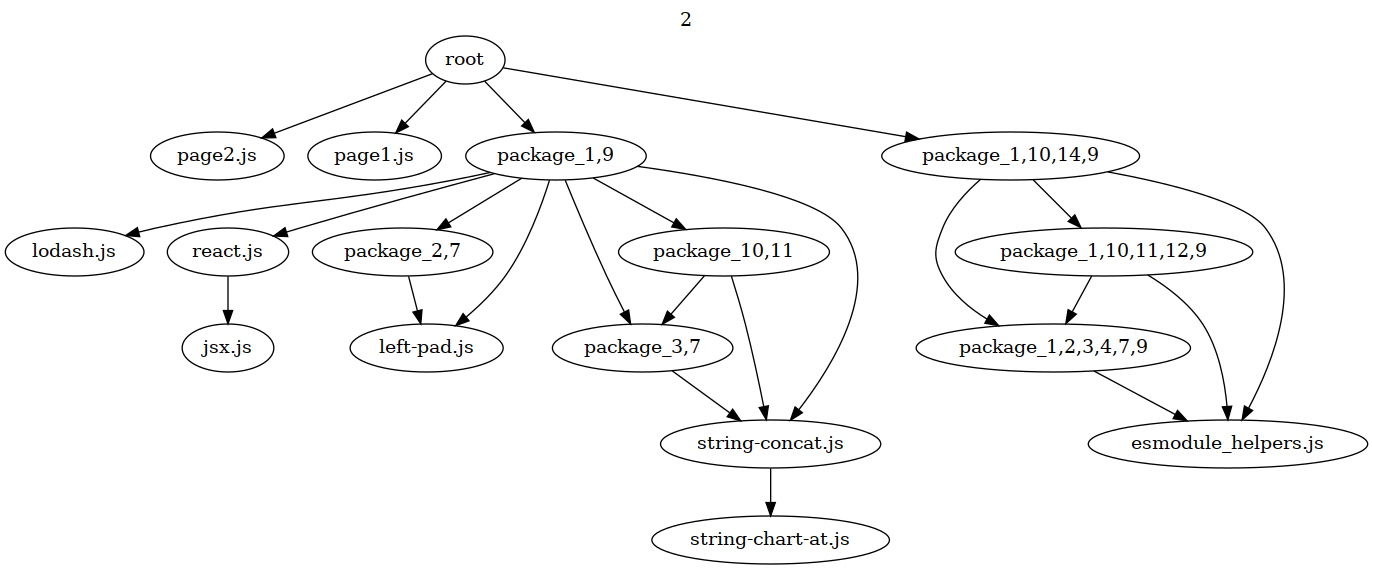 2
root
page2.js
page1.js
package_1,9
package_1,10,14,9
lodash.js
react.js
package_2,7
package_10,11
package_1,10,11,12,9
jsx.js
left-pad.js
package_3,7
package_1,2,3,4,7,9
string-concat.js
esmodule_helpers.js
string-chart-at.js